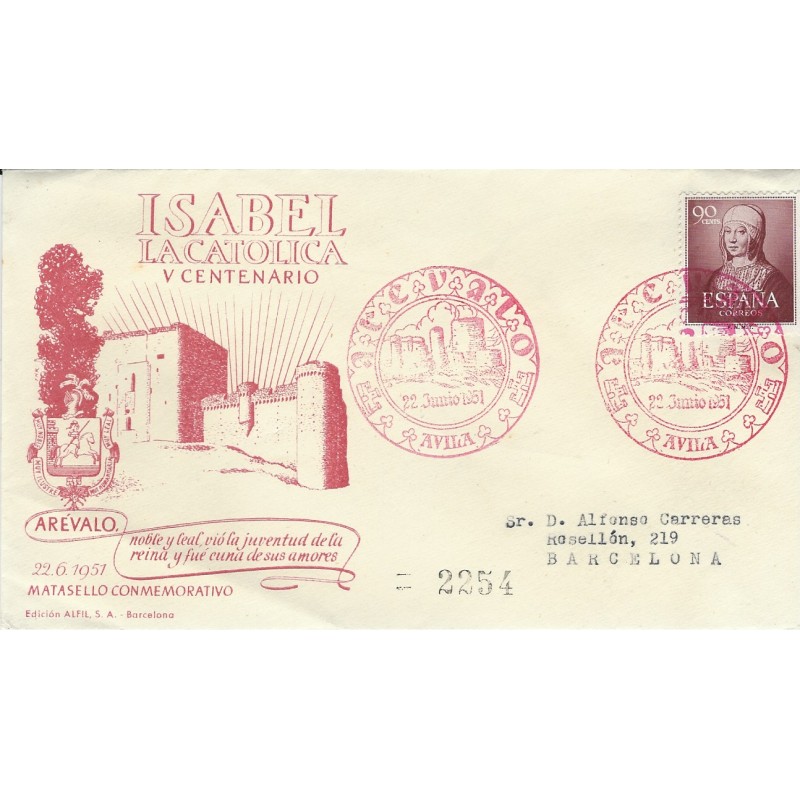 ISABEL
LA CATOLICA
V CENTENARIO
90
CENTS.
ESPAÑA
CORREOS
AREVALO
22 Junio 1951
AVILA
AREVALO
22 Junio 1951
AVILA
ARÉVALO,
noble y leal, vió la juventud de la
reina y fué cuna de sus amores
22.6.1951
MATASELLO CONMEMORATIVO
Edición ALFIL, S. A. - Barcelona
Sr. D. Alfonso Carreras
Rosellón, 219
BARCELONA
= 2254